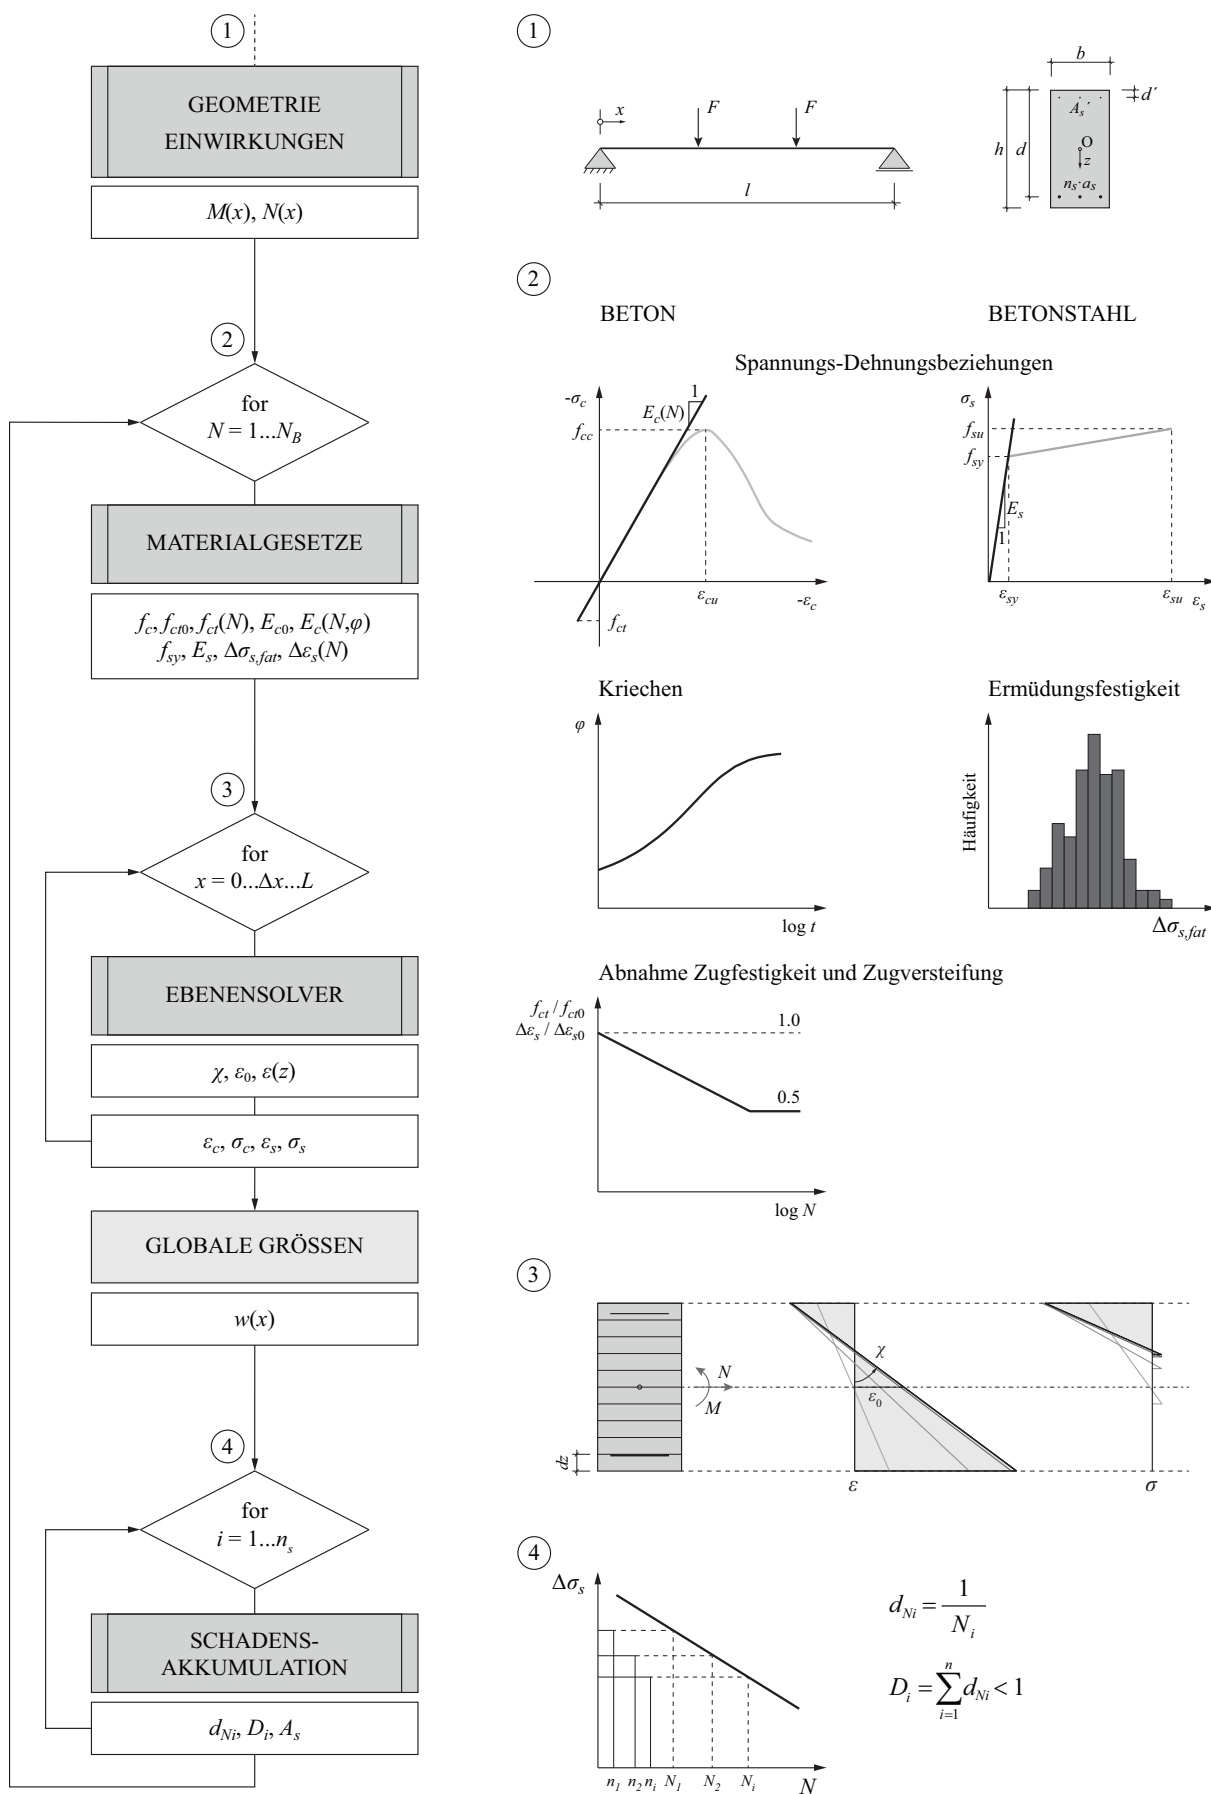 1
GEOMETRIE
EINWIRKUNGEN
M(x), N(x)
2
for
N = 1...N_B
MATERIALGESETZE
f_c, f_ct0, f_ct(N), E_c0, E_c(N,φ)
f_sy, E_s, Δσ_s,fat, Δε_s(N)
3
for
x = 0...Δx...L
EBENENSOLVER
χ, ε_0, ε(z)
ε_c, σ_c, ε_s, σ_s
GLOBALE GRÖSSEN
w(x)
4
for
i = 1...n_s
SCHADENS-
AKKUMULATION
d_Ni, D_i, A_s
1
x
F
F
l
b
d′
A_s′
O
z
n_s·a_s
h
d
2
BETON
BETONSTAHL
Spannungs-Dehnungsbeziehungen
-σ_c
1
E_c(N)
f_cc
ε_cu
-ε_c
f_ct
σ_s
f_su
f_sy
E_s
1
ε_sy
ε_su
ε_s
Kriechen
φ
log t
Ermüdungsfestigkeit
Häufigkeit
Δσ_s,fat
Abnahme Zugfestigkeit und Zugversteifung
f_ct / f_ct0
Δε_s / Δε_s0
1.0
0.5
log N
3
N
M
dz
χ
ε_0
ε
σ
4
Δσ_s
n_1
n_2
n_i
N_1
N_2
N_i
N
d_Ni = 1/N_i
D_i = ∑_{i=1}^{n} d_Ni < 1